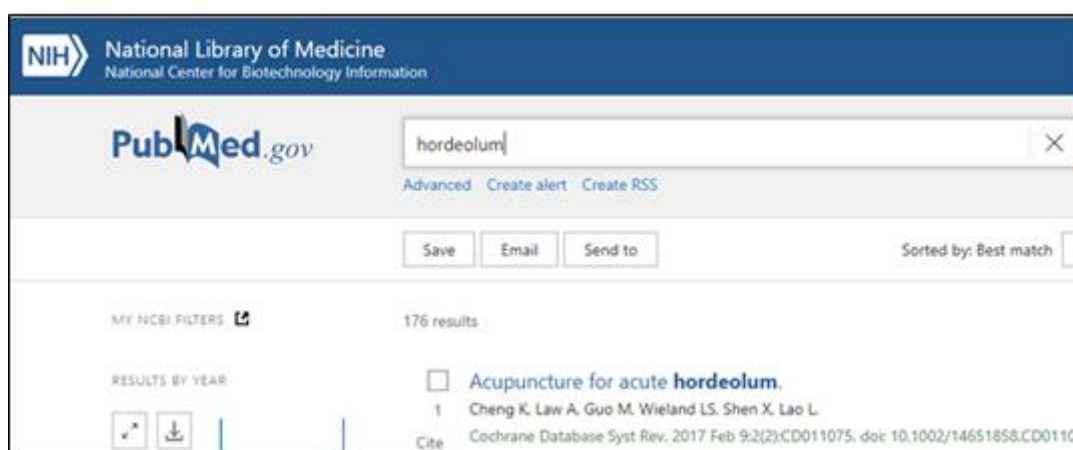 NIH
National Library of Medicine
National Center for Biotechnology Information
PubMed.gov
hordeolum
Advanced Create alert Create RSS
Save Email Send to Sorted by: Best match
MY NCBI FILTERS 176 results
RESULTS BY YEAR
Acupuncture for acute hordeolum.
1 Cheng K, Law A, Guo M, Wieland LS, Shen X, Lao L.
Cite Cochrane Database Syst Rev. 2017 Feb 9;2(2):CD011075. doi: 10.1002/14651858.CD0110